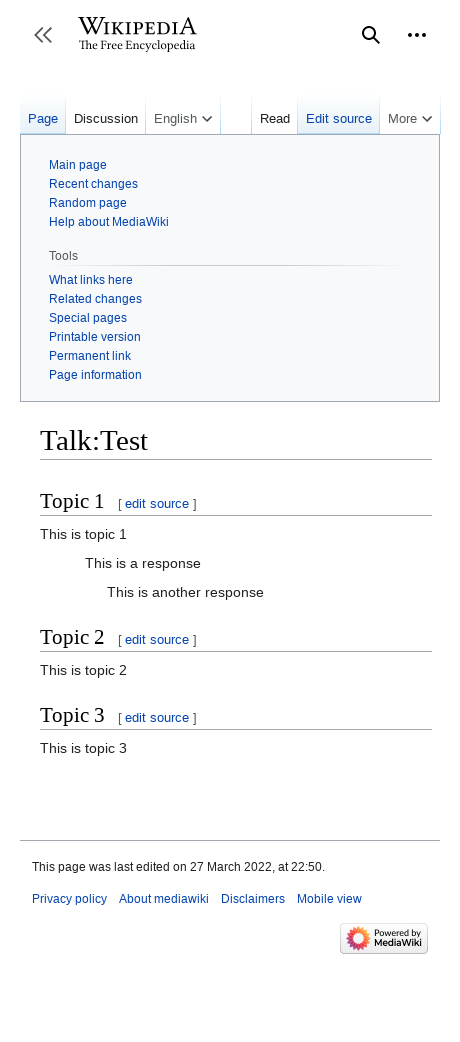 WIKIPEDIA
The Free Encyclopedia
Page Discussion English Read Edit source More
Main page
Recent changes
Random page
Help about MediaWiki
Tools
What links here
Related changes
Special pages
Printable version
Permanent link
Page information
Talk:Test
Topic 1 [ edit source ]
This is topic 1
This is a response
This is another response
Topic 2 [ edit source ]
This is topic 2
Topic 3 [ edit source ]
This is topic 3
This page was last edited on 27 March 2022, at 22:50.
Privacy policy About mediawiki Disclaimers Mobile view
Powered by
MediaWiki